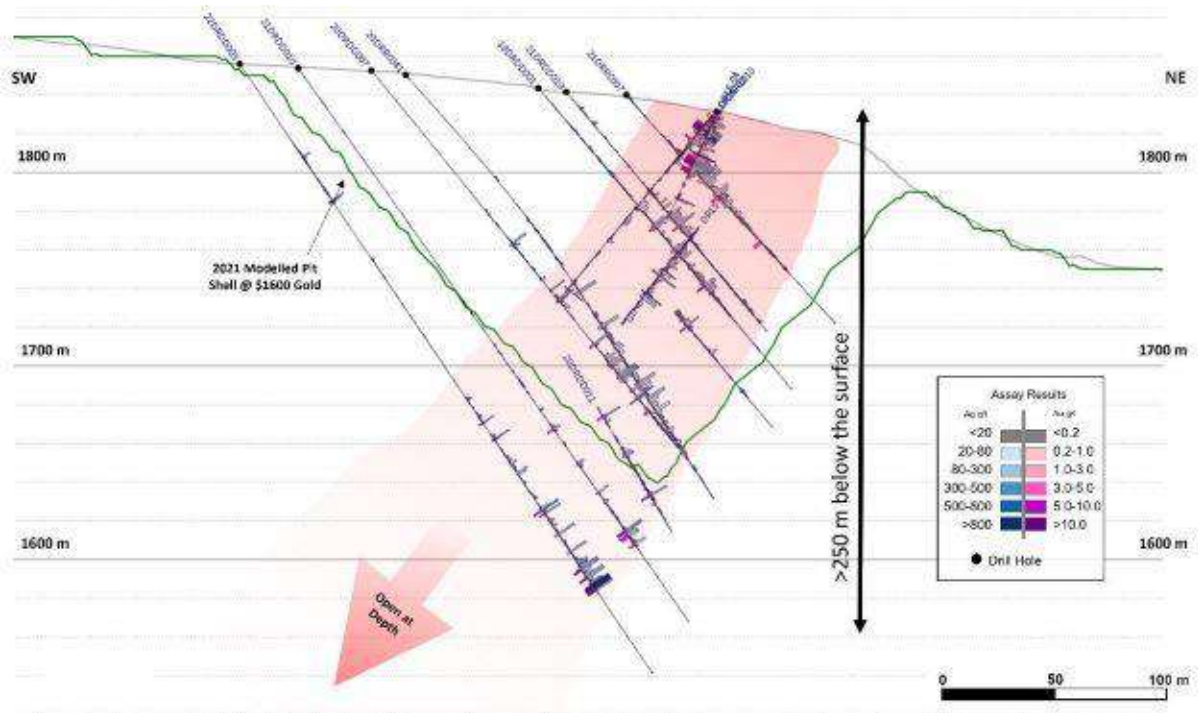 SW
NE
1800 m
1800 m
2021 Modelled Pit
Shell @ $1600 Gold
1700 m
1700 m
>250 m below the surface
Assay Results
<20
<0.2
20-80
0.2-1.0
80-300
1.0-3.0
300-500
3.0-5.0
500-800
5.0-10.0
>800
>10.0
Drill Hole
1600 m
1600 m
Open at
Depth
0
50
100 m